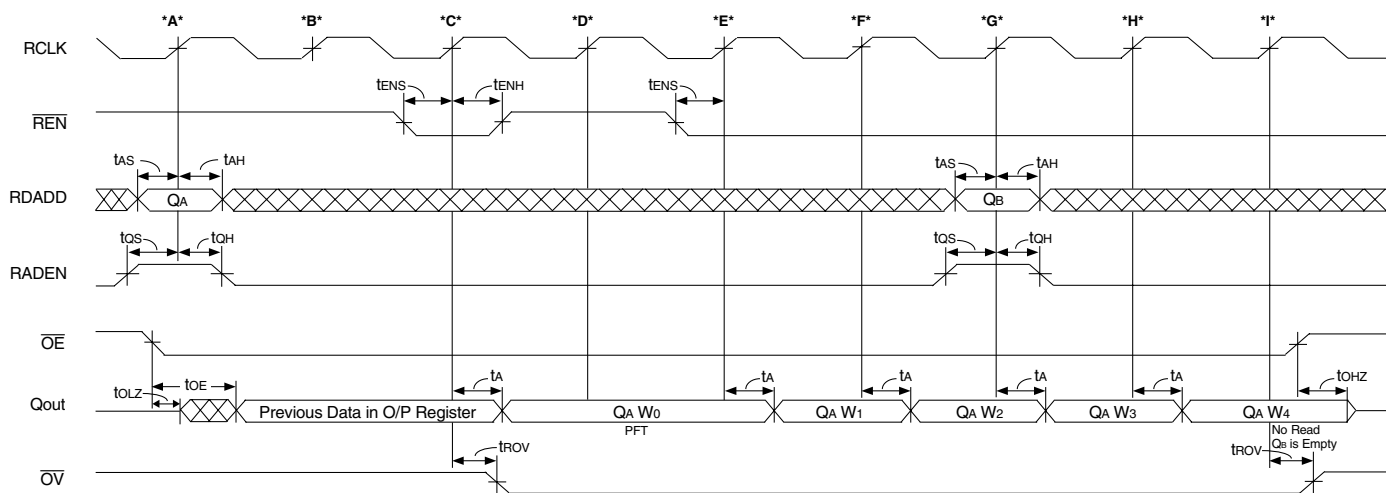 *A* *B* *C* *D* *E* *F* *G* *H* *I*
RCLK
tENS tENH tENS
REN
tAS tAH tAS tAH
RDADD QA QB
tQS tQH tQS tQH
RADEN
OE
tOLZ tOE tA tA tA tA tA tOHZ
Qout Previous Data in O/P Register QA W0 QA W1 QA W2 QA W3 QA W4
PFT No Read
QB is Empty
tROV tROV
OV